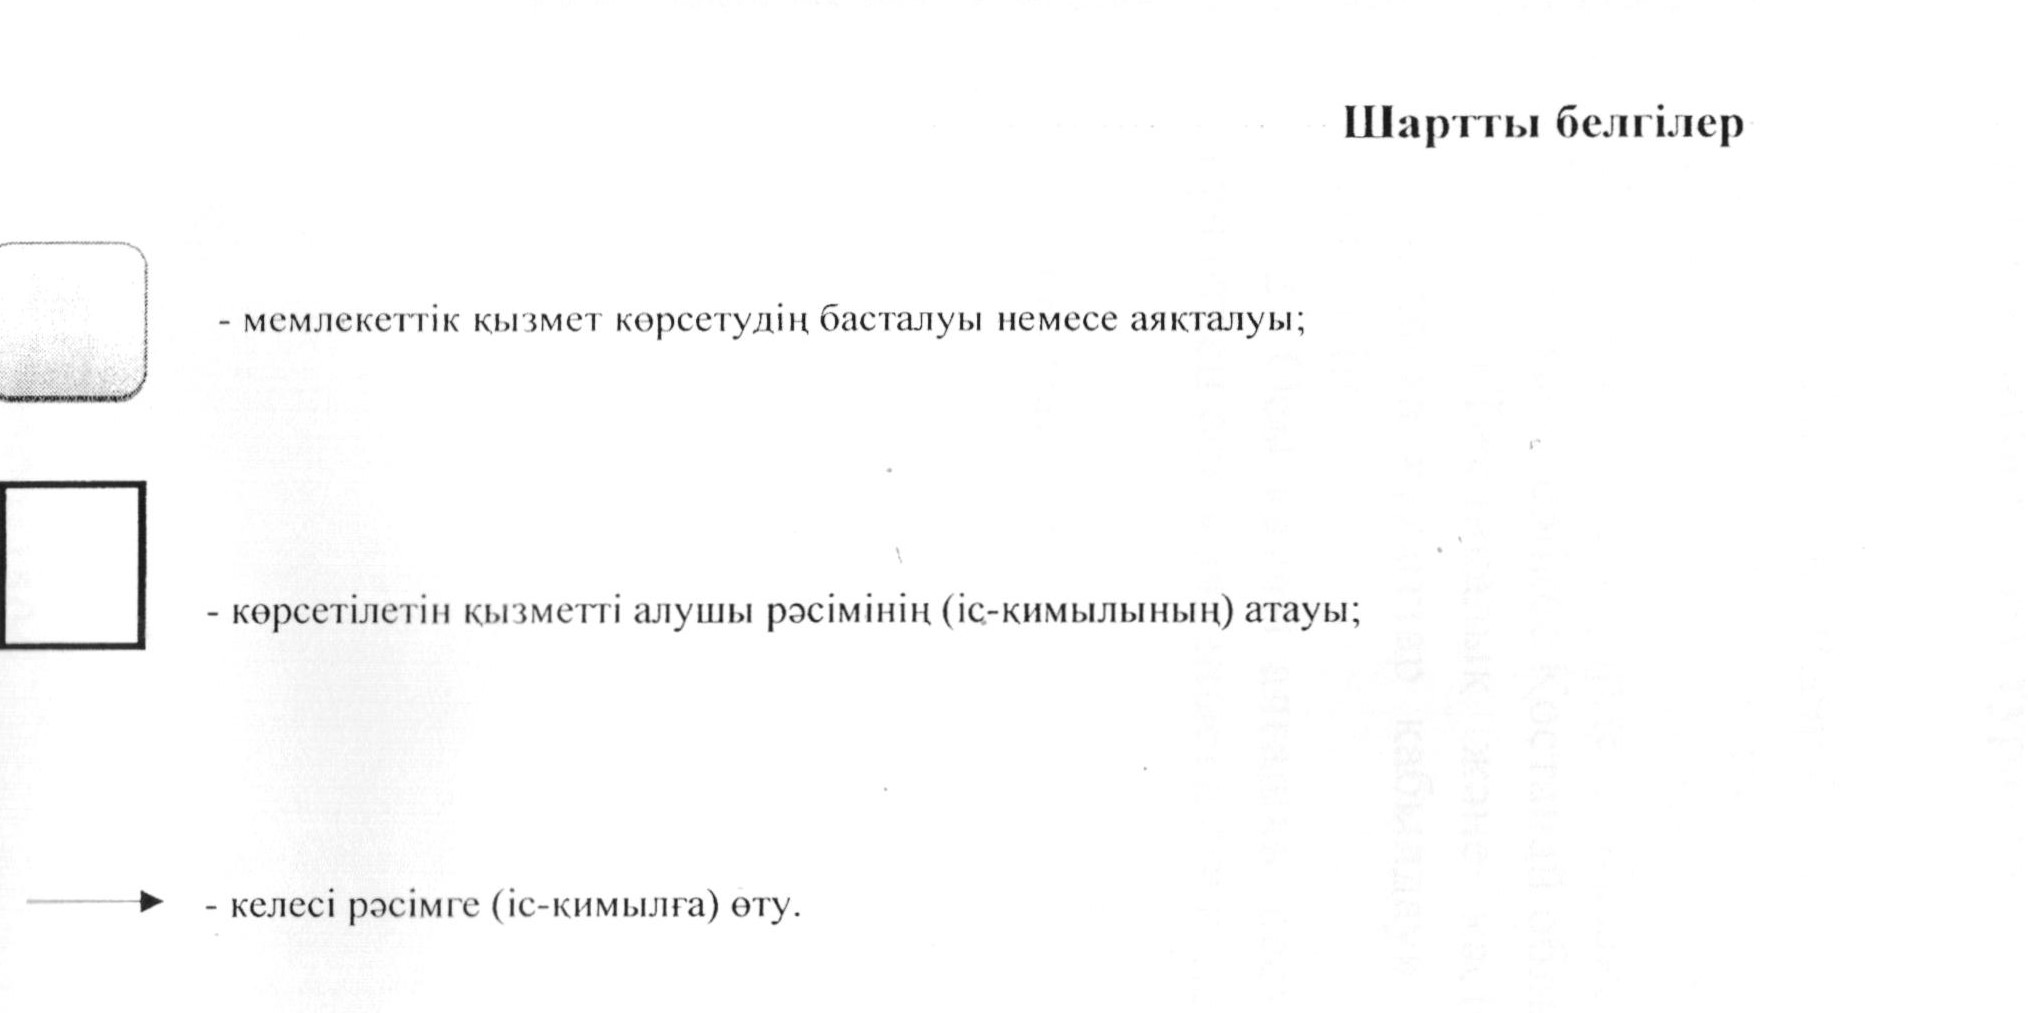 Шартты белгілер
- мемлекеттік қызмет көрсетудің басталуы немесе аяқталуы;
- көрсетілетін қызметті алушы рәсімінің (іс-қимылының) атауы;
- келесі рәсімге (іс-қимылға) өту.